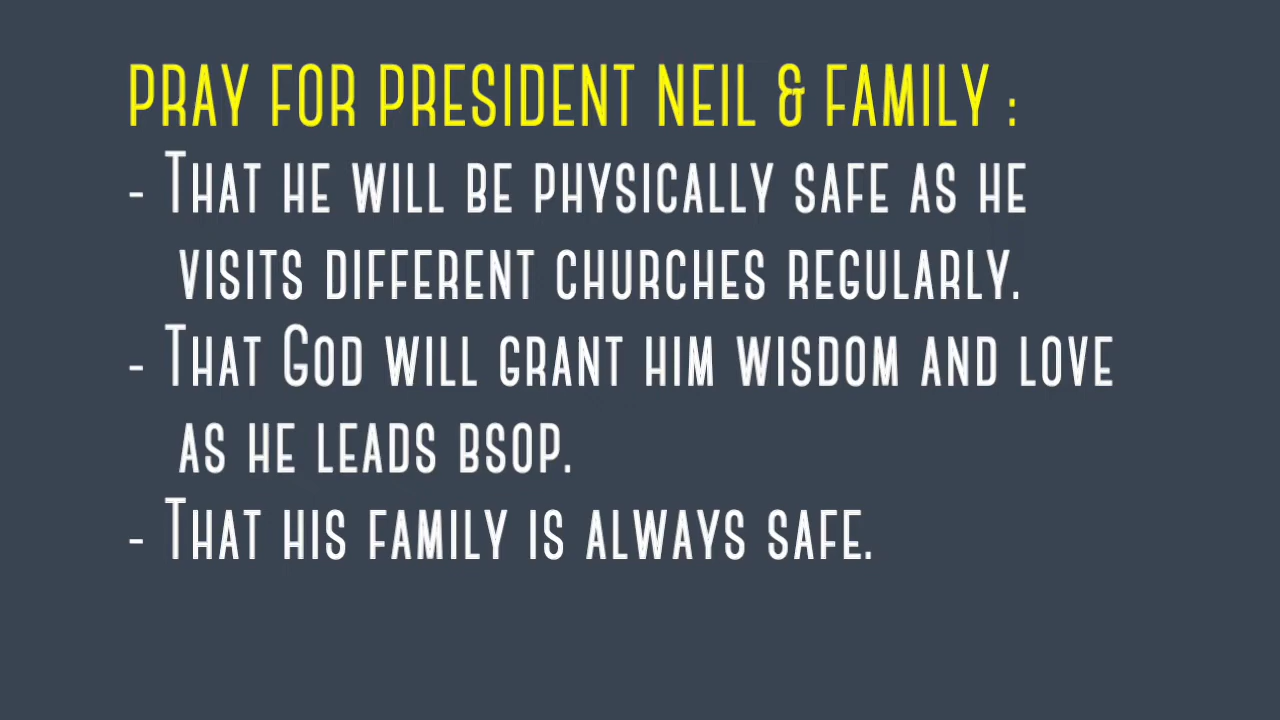 PRAY FOR PRESIDENT NEIL & FAMILY :
- THAT HE WILL BE PHYSICALLY SAFE AS HE
VISITS DIFFERENT CHURCHES REGULARLY.
- THAT GOD WILL GRANT HIM WISDOM AND LOVE
AS HE LEADS BSOP.
- THAT HIS FAMILY IS ALWAYS SAFE.